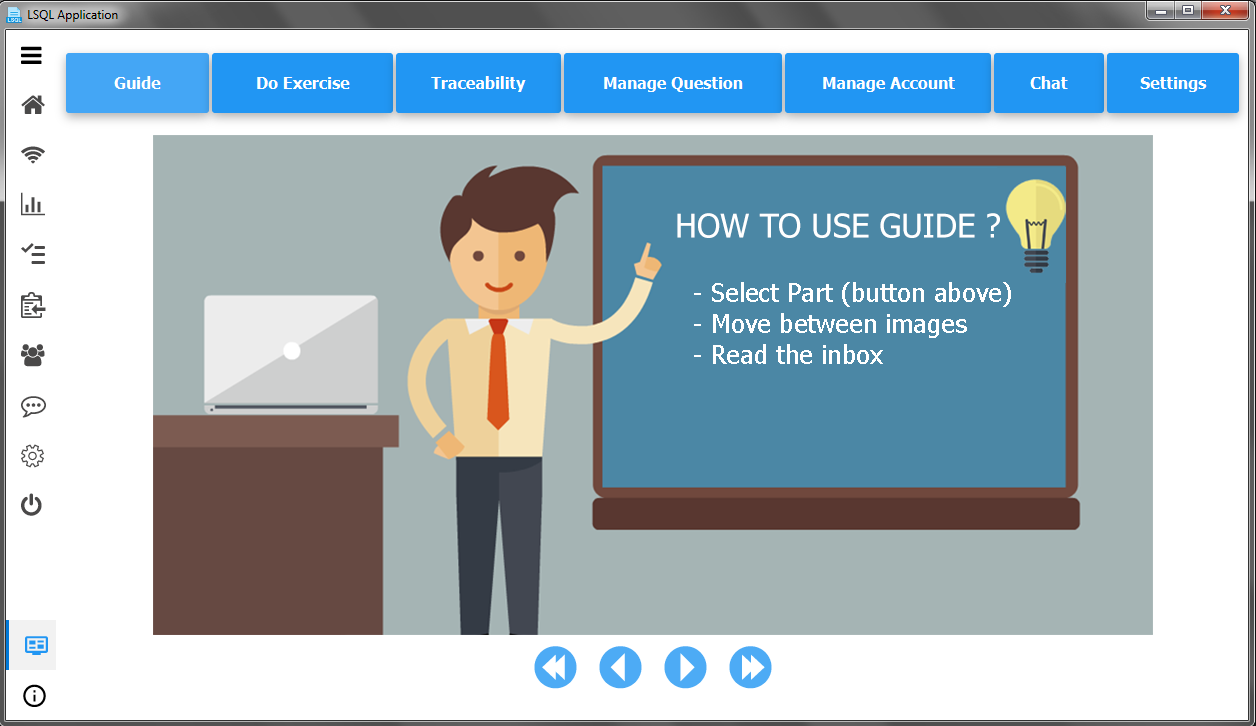 LSQL Application
Guide
Do Exercise
Traceability
Manage Question
Manage Account
Chat
Settings
HOW TO USE GUIDE ?
- Select Part (button above)
- Move between images
- Read the inbox